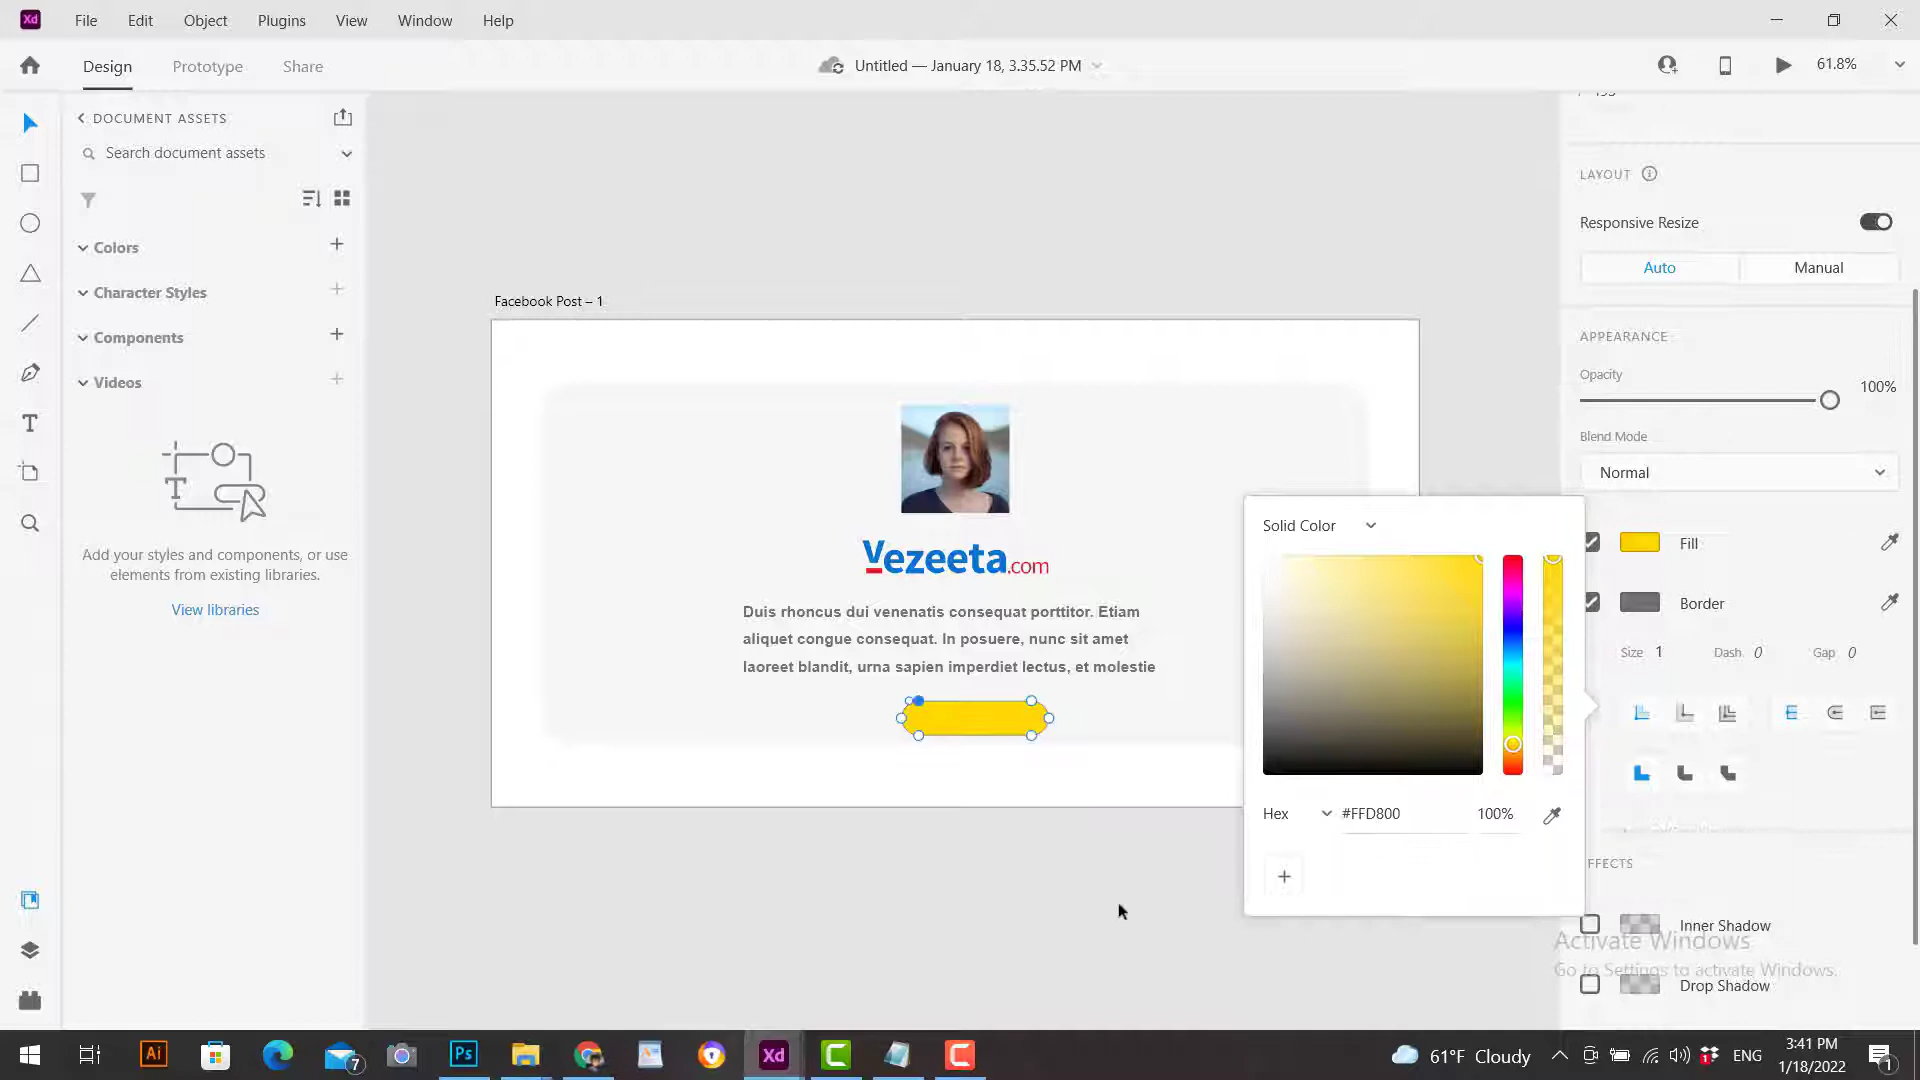 Xd File Edit Object Plugins View Window Help
Design Prototype Share
Untitled — January 18, 3.35.52 PM
61.8%
DOCUMENT ASSETS
Search document assets
Colors
Character Styles
Components
Videos
Add your styles and components, or use
elements from existing libraries.
View libraries
Facebook Post – 1
Vezeeta.com
Duis rhoncus dui venenatis consequat porttitor. Etiam
aliquet congue consequat. In posuere, nunc sit amet
laoreet blandit, urna sapien imperdiet lectus, et molestie
Solid Color
Hex #FFD800 100%
LAYOUT
Responsive Resize
Auto Manual
APPEARANCE
Opacity
100%
Blend Mode
Normal
Fill
Border
Size 1 Dash 0 Gap 0
FFECTS
Inner Shadow
Drop Shadow
Activate Windows
Go to Settings to activate Windows.
Ai 7 Ps Xd C C
61°F Cloudy
ENG
3:41 PM
1/18/2022
1